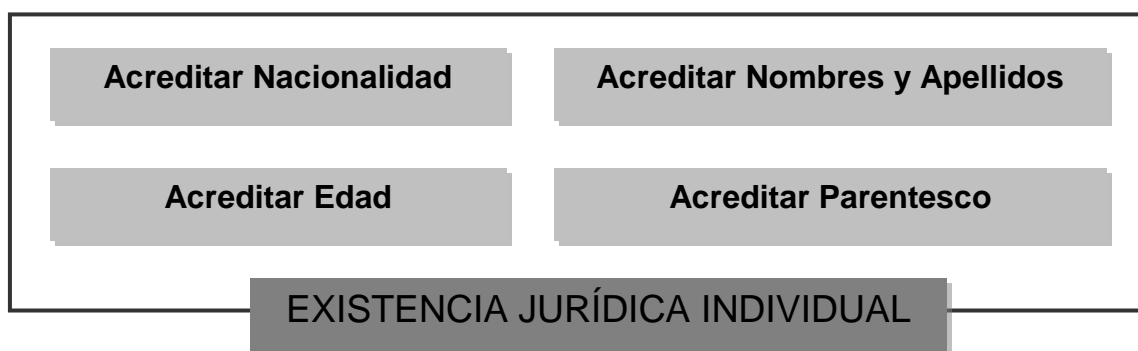 Acreditar Nacionalidad
Acreditar Nombres y Apellidos
Acreditar Edad
Acreditar Parentesco
EXISTENCIA JURÍDICA INDIVIDUAL